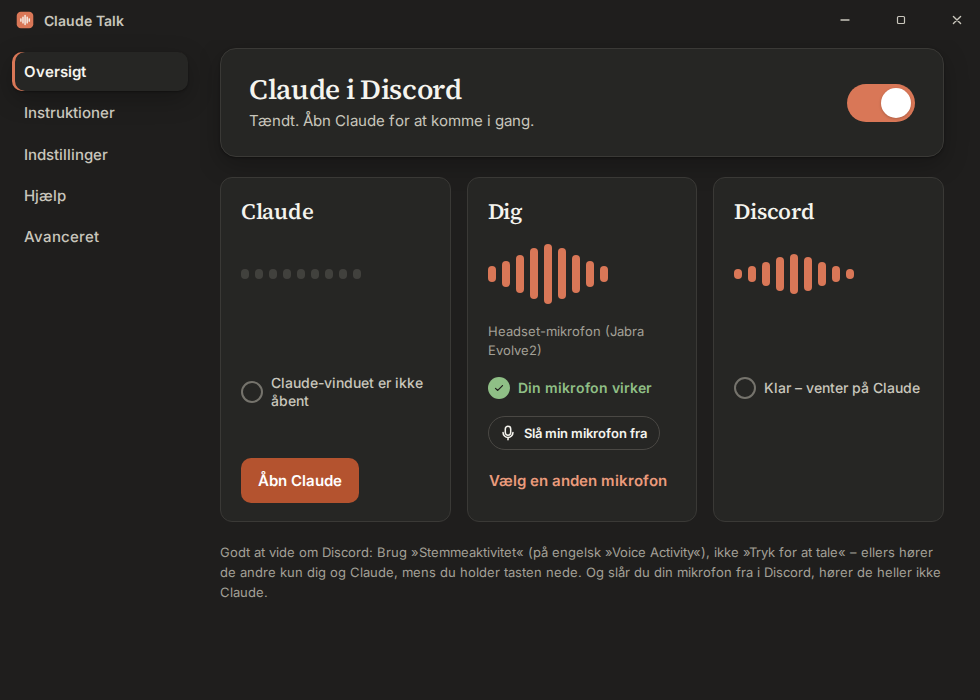 Claude Talk
Oversigt
Instruktioner
Indstillinger
Hjælp
Avanceret
Claude i Discord
Tændt. Åbn Claude for at komme i gang.
Claude
Claude-vinduet er ikke
åbent
Åbn Claude
Dig
Headset-mikrofon (Jabra
Evolve2)
Din mikrofon virker
Slå min mikrofon fra
Vælg en anden mikrofon
Discord
Klar – venter på Claude
Godt at vide om Discord: Brug »Stemmeaktivitet« (på engelsk »Voice Activity«), ikke »Tryk for at tale« – ellers hører
de andre kun dig og Claude, mens du holder tasten nede. Og slår du din mikrofon fra i Discord, hører de heller ikke
Claude.